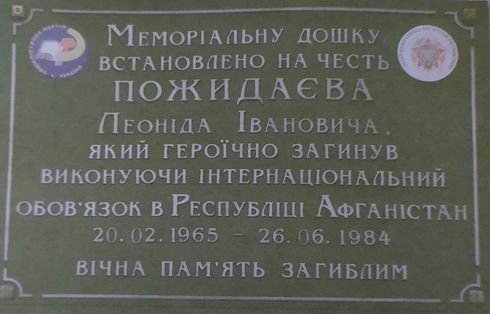 Меморіальну дошку
встановлено на честь
ПОЖИДАЄВА
Леоніда Івановича,
який героїчно загинув
виконуючи інтернаціональний
обов'язок в Республіці Афганістан
20.02.1965 – 26.06.1984
вічна пам'ять загиблим